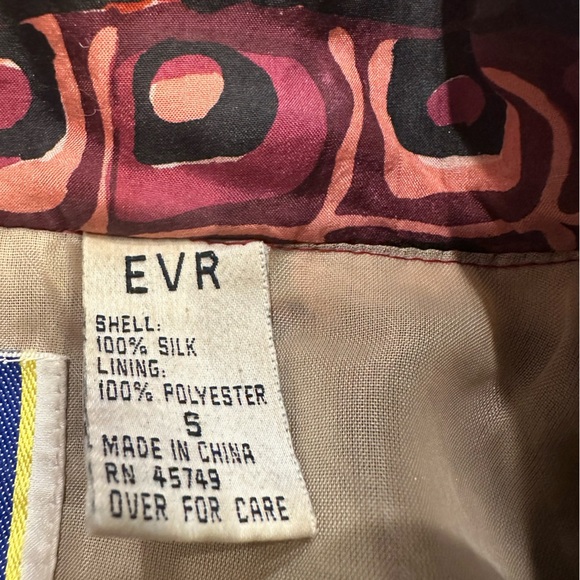 EVR
SHELL:
100% SILK
LINING:
100% POLYESTER
S
MADE IN CHINA
RN 45749
OVER FOR CARE